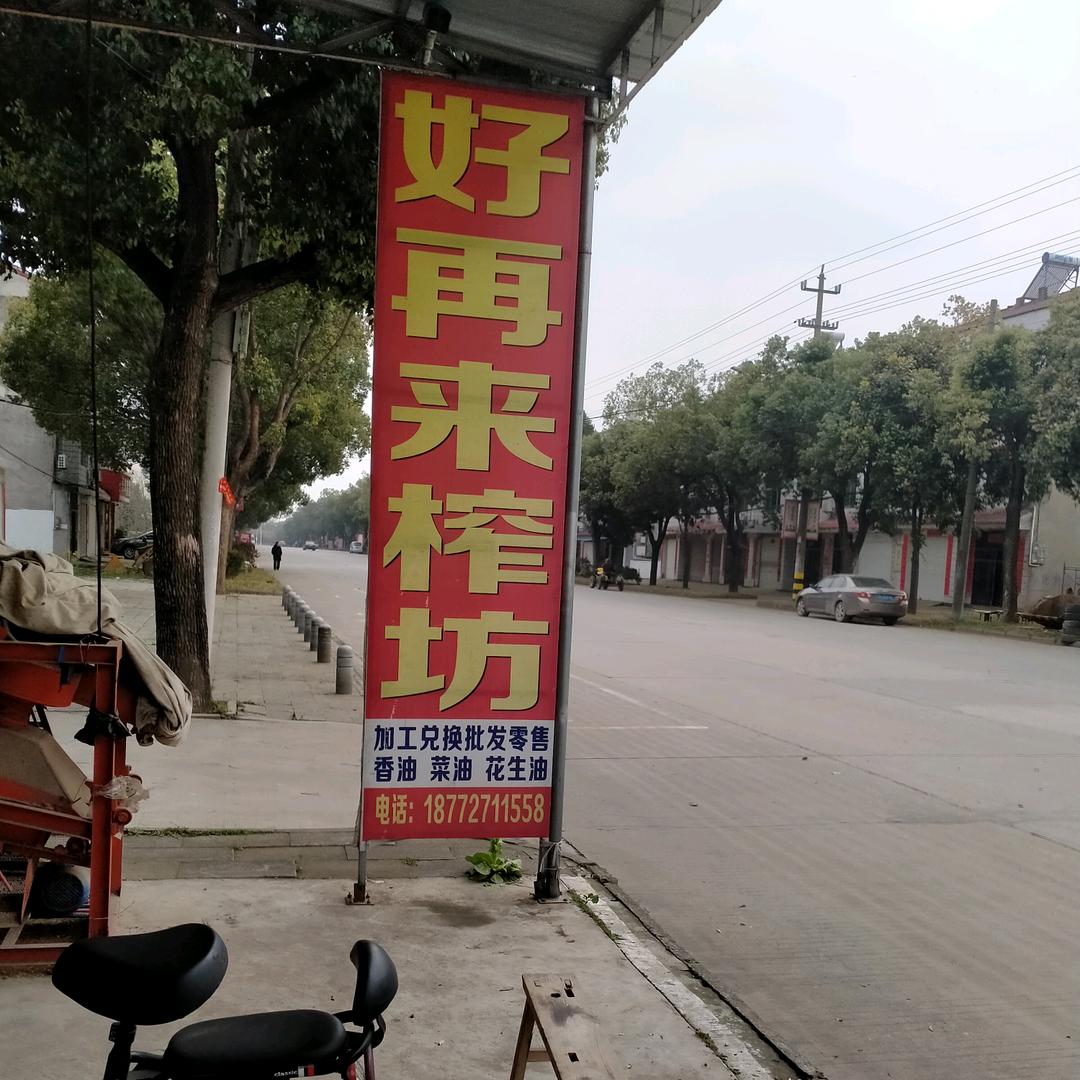 好再来榨坊
加工兑换批发零售
香油 菜油 花生油
电话：18772711558
classic